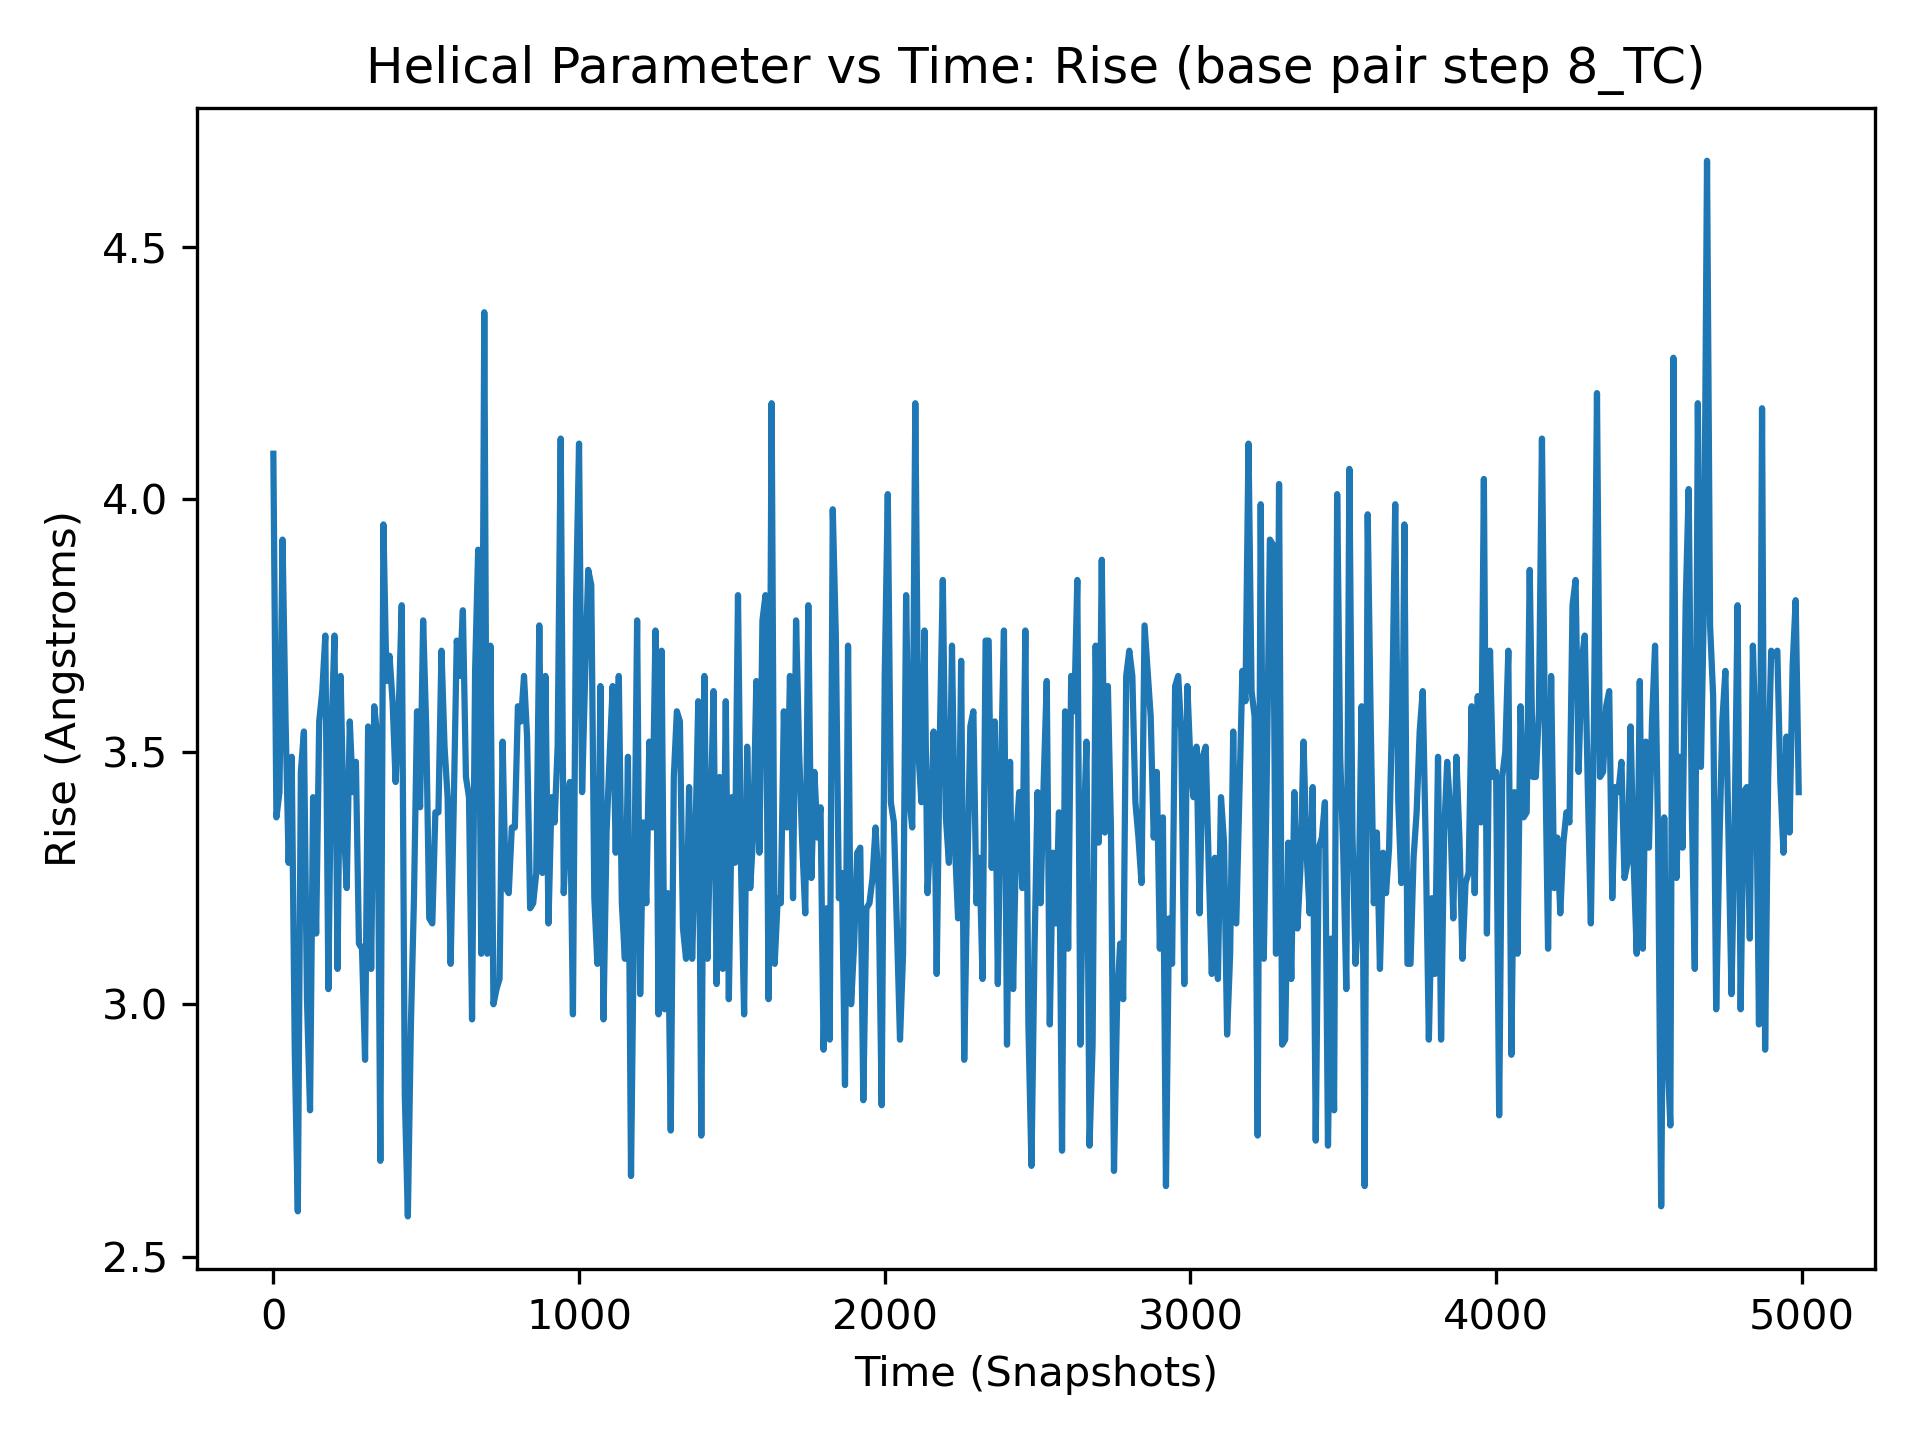 Helical Parameter vs Time: Rise (base pair step 8_TC)
Rise (Angstroms)
4.5
4.0
3.5
3.0
2.5
0 1000 2000 3000 4000 5000
Time (Snapshots)